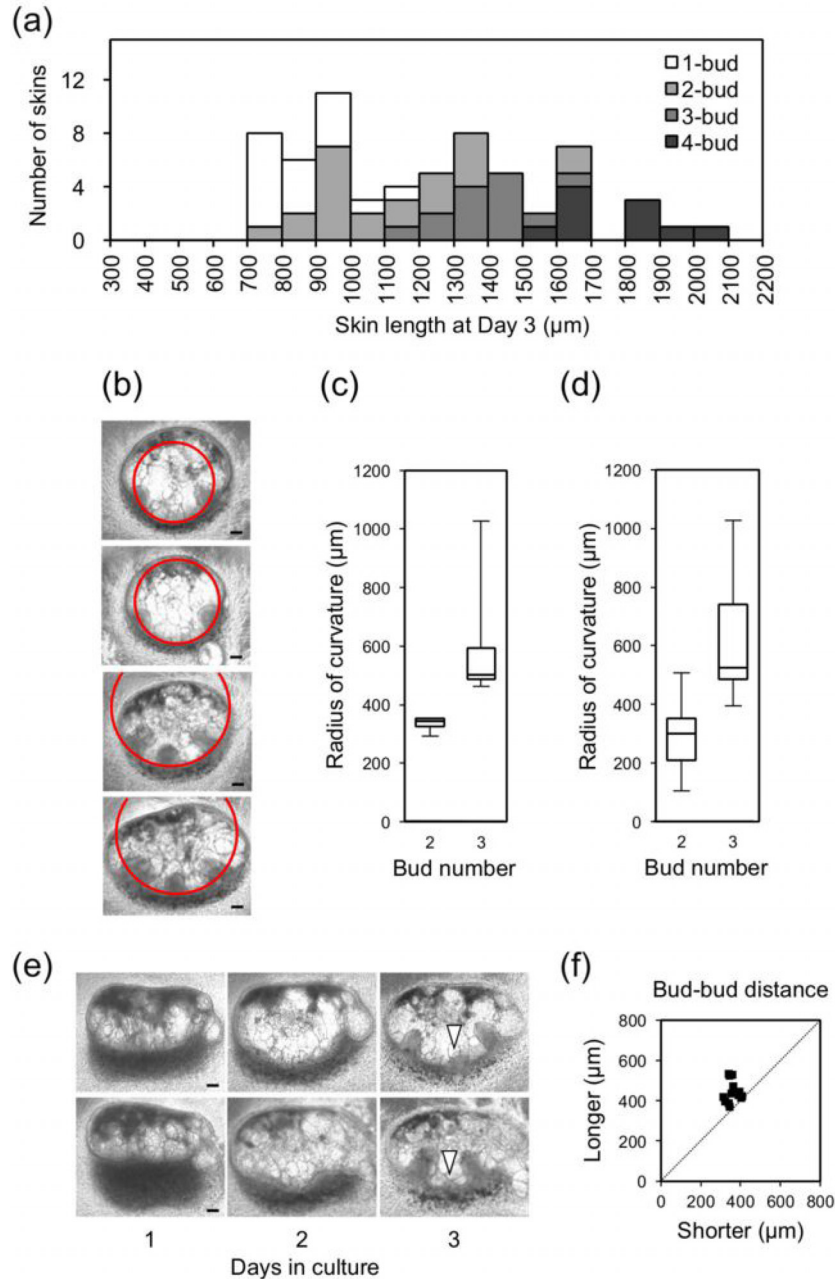 (a)
Number of skins
12
8
4
0
1-bud
2-bud
3-bud
4-bud
300 400 500 600 700 800 900 1000 1100 1200 1300 1400 1500 1600 1700 1800 1900 2000 2100 2200
Skin length at Day 3 (µm)
(b)
(c)
Radius of curvature (µm)
1200
1000
800
600
400
200
0
2 3
Bud number
(d)
Radius of curvature (µm)
1200
1000
800
600
400
200
0
2 3
Bud number
(e)
1 2 3
Days in culture
(f)
Bud-bud distance
Longer (µm)
800
600
400
200
0
0 200 400 600 800
Shorter (µm)